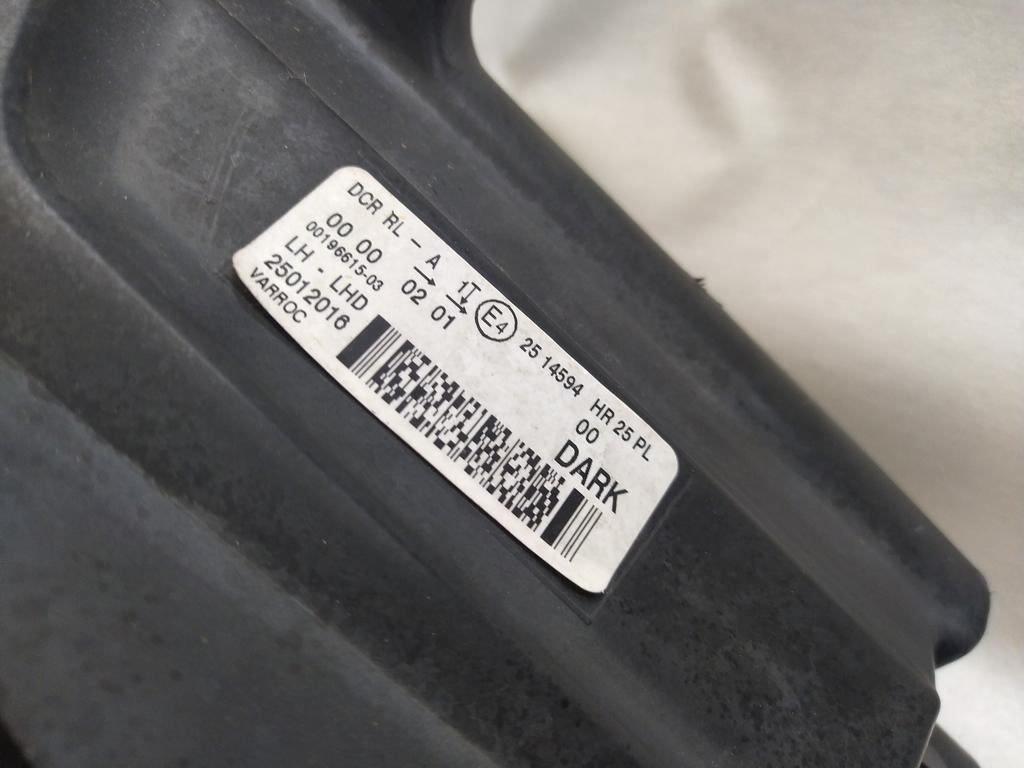 DCR RL - A → 1T → E4 25 14594 HR 25 PL
00 00 02 01 00
00196615-03 DARK
LH - LHD
25012016
VARROC